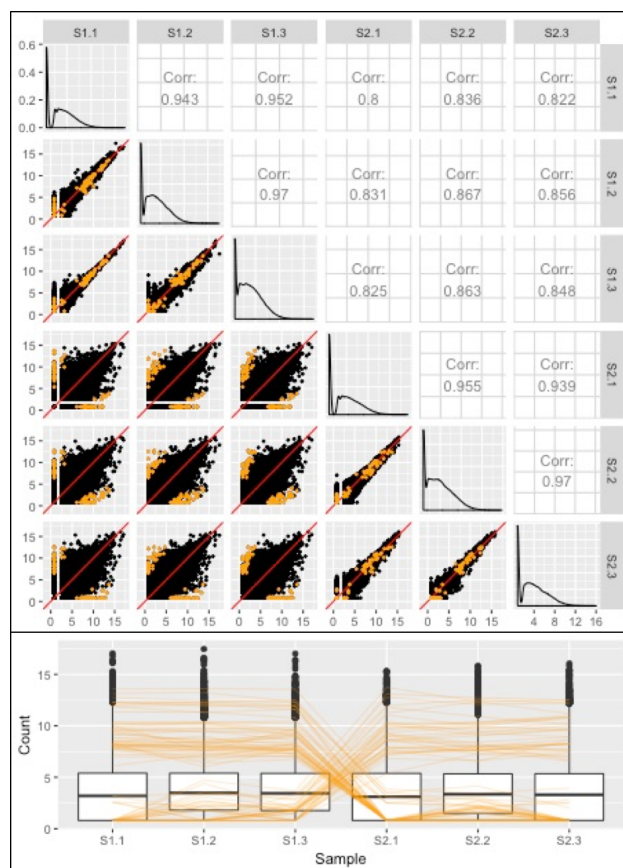 S1.1 S1.2 S1.3 S2.1 S2.2 S2.3
0.6
0.4
0.2
0.0
Corr:
0.943
Corr:
0.952
Corr:
0.8
Corr:
0.836
Corr:
0.822
S1.1
15
10
5
0
Corr:
0.97
Corr:
0.831
Corr:
0.867
Corr:
0.856
S1.2
15
10
5
0
Corr:
0.825
Corr:
0.863
Corr:
0.848
S1.3
15
10
5
0
Corr:
0.955
Corr:
0.939
S2.1
15
10
5
0
Corr:
0.97
S2.2
15
10
5
0
S2.3
0 5 10 15 0 5 10 15 0 5 10 15 0 5 10 15 0 5 10 15 4 8 12 16
Count
15
10
5
0
S1.1 S1.2 S1.3 S2.1 S2.2 S2.3
Sample